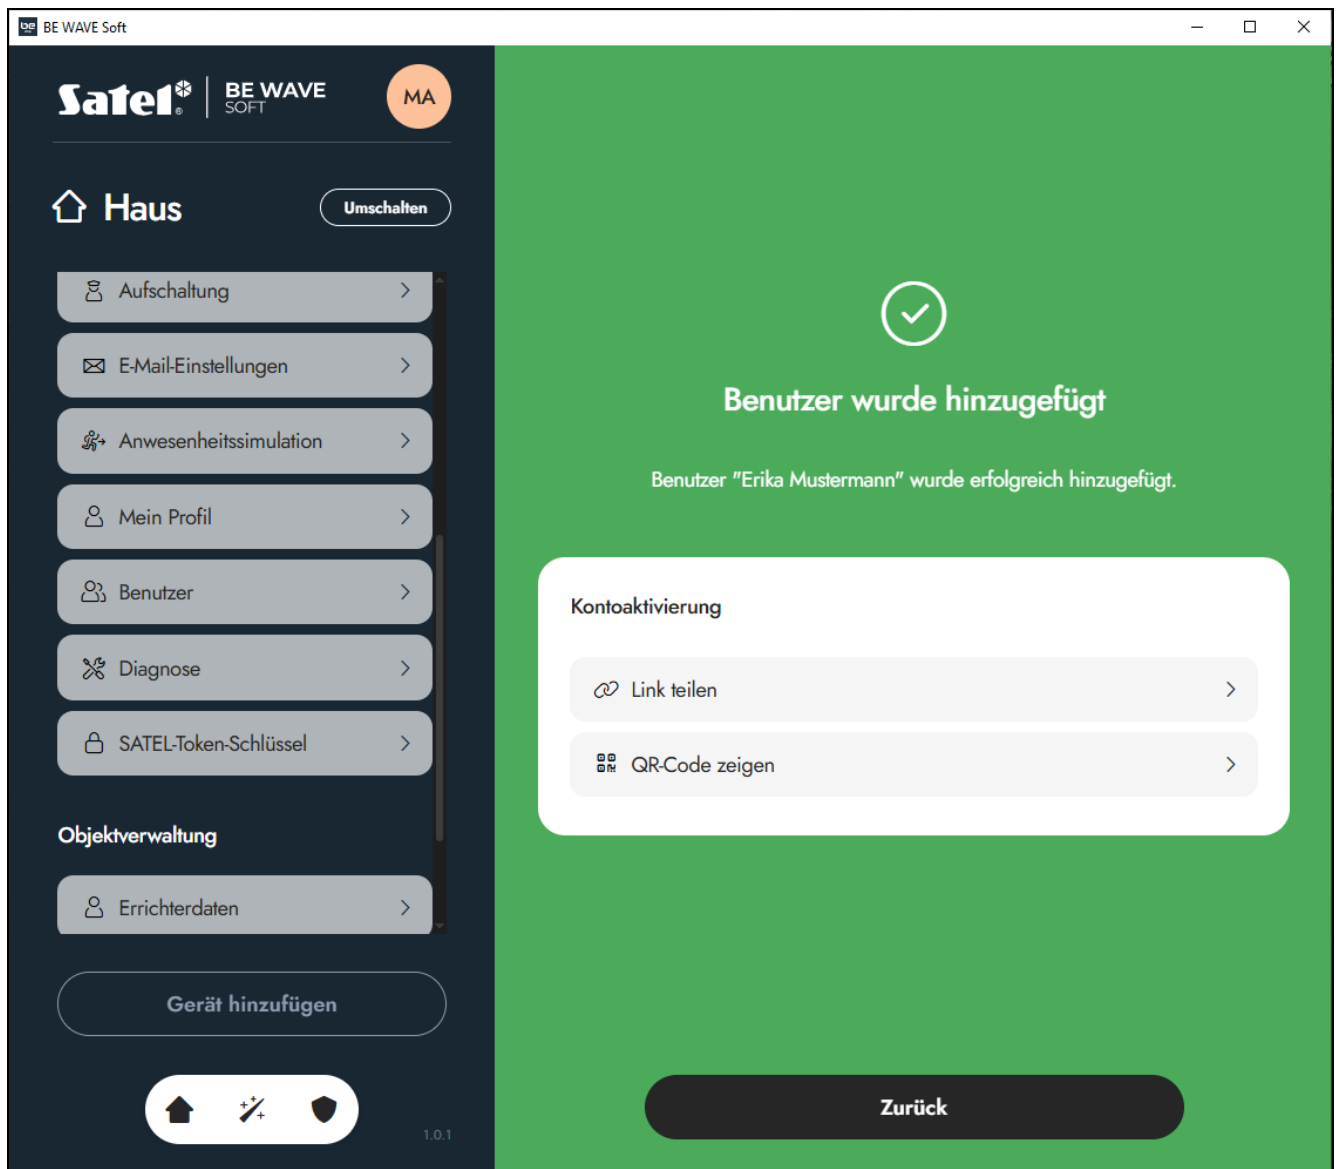 BE WAVE Soft
Satel
BE WAVE
SOFT
MA
Haus
Umschalten
Aufschaltung
E-Mail-Einstellungen
Anwesenheitssimulation
Mein Profil
Benutzer
Diagnose
SATEL-Token-Schlüssel
Objektverwaltung
Errichterdaten
Gerät hinzufügen
1.0.1
Benutzer wurde hinzugefügt
Benutzer "Erika Mustermann" wurde erfolgreich hinzugefügt.
Kontoaktivierung
Link teilen
QR-Code zeigen
Zurück